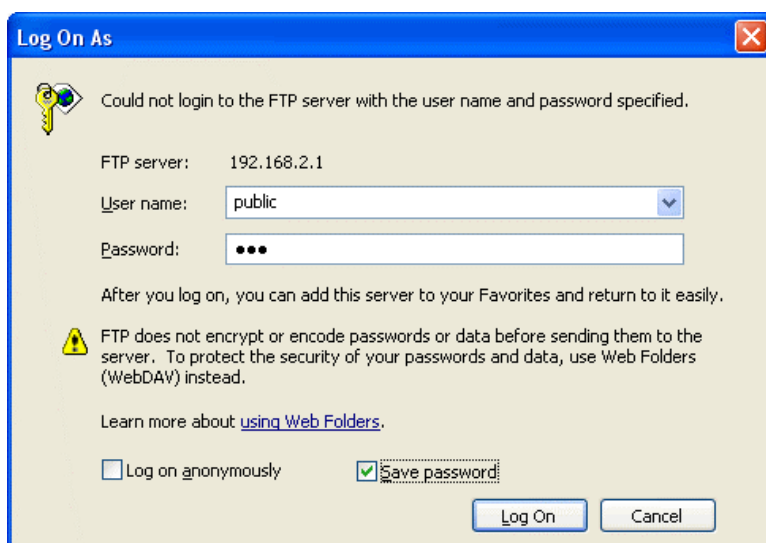 Log On As
Could not login to the FTP server with the user name and password specified.
FTP server: 192.168.2.1
User name: public
Password: ●●●
After you log on, you can add this server to your Favorites and return to it easily.
FTP does not encrypt or encode passwords or data before sending them to the
server. To protect the security of your passwords and data, use Web Folders
(WebDAV) instead.
Learn more about using Web Folders.
Log on anonymously Save password
Log On Cancel